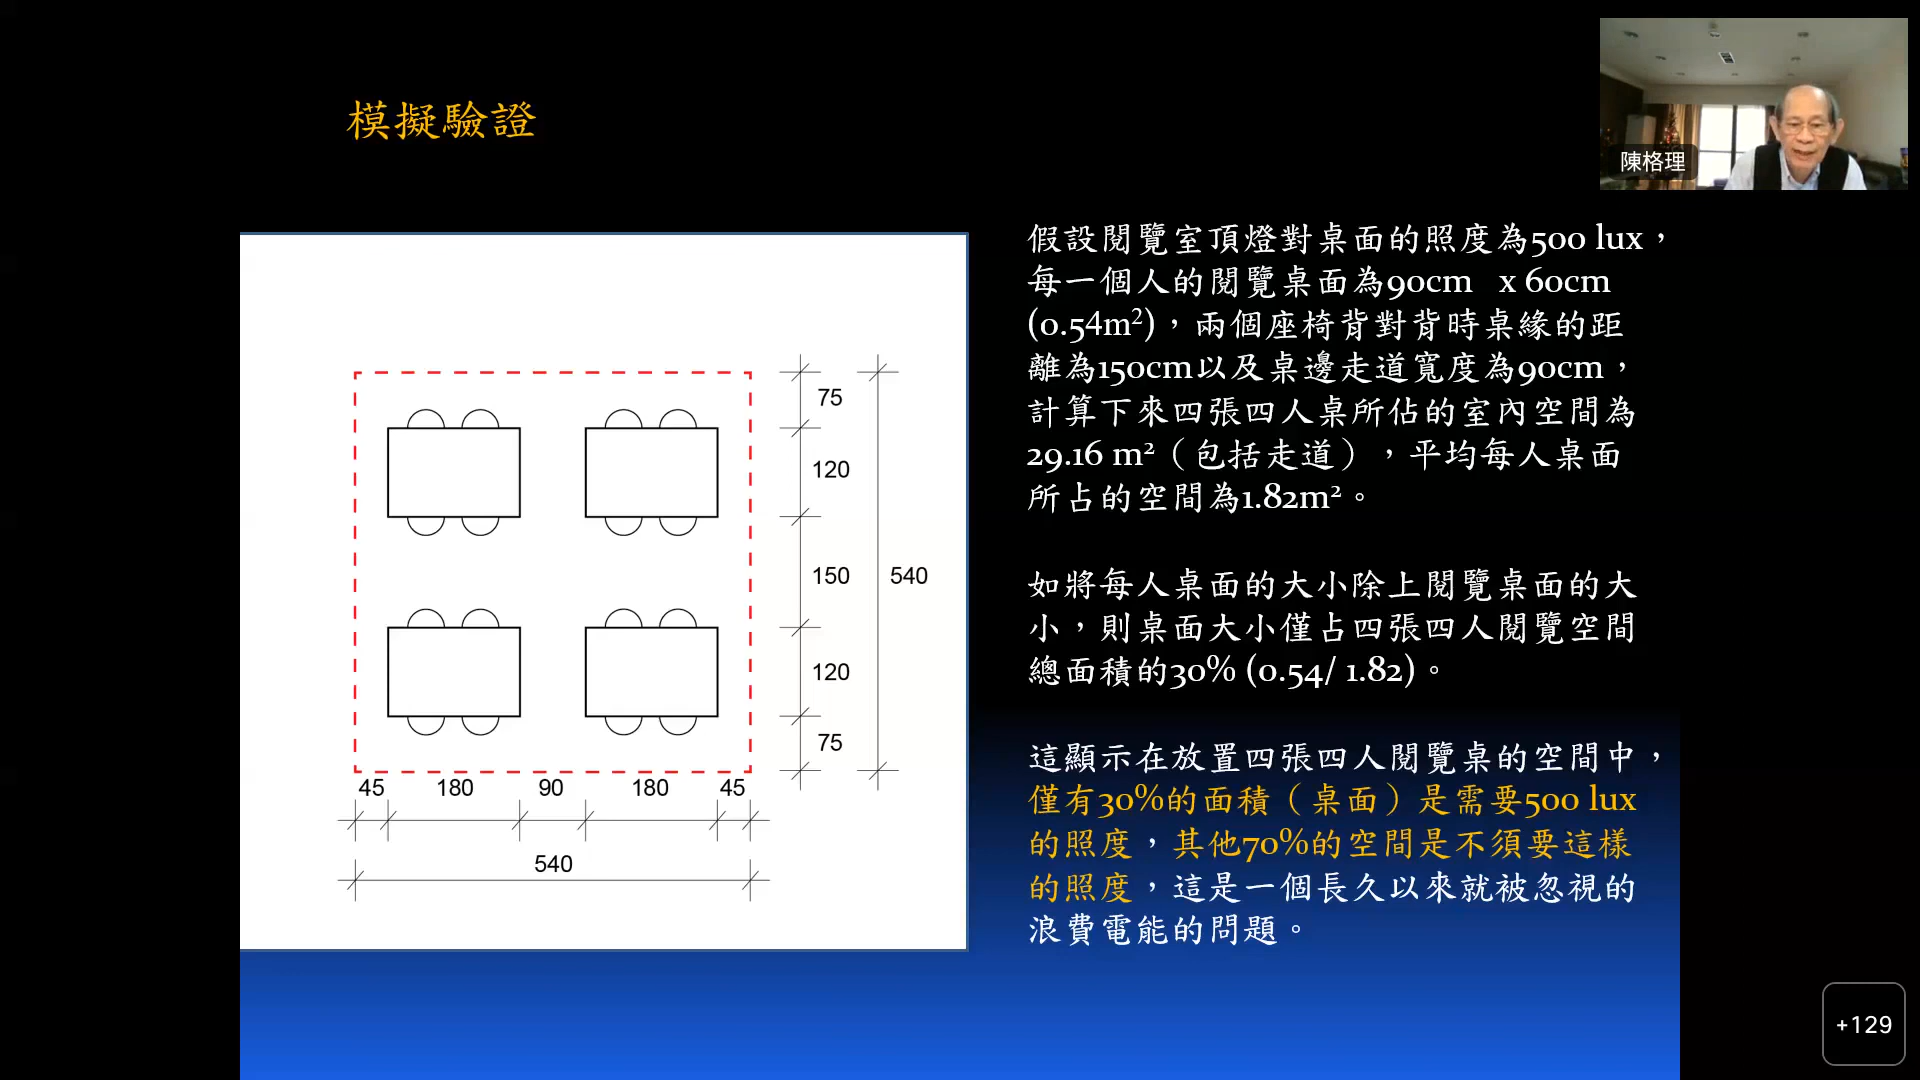 模擬驗證
陳格理
假設閱覽室頂燈對桌面的照度為500 lux，
每一個人的閱覽桌面為90cm x 60cm
(0.54m²)，兩個座椅背對背時桌緣的距
離為150cm以及桌邊走道寬度為90cm，
計算下來四張四人桌所佔的室內空間為
29.16 m²（包括走道），平均每人桌面
所占的空間為1.82m²。
如將每人桌面的大小除上閱覽桌面的大
小，則桌面大小僅占四張四人閱覽空間
總面積的30% (0.54/ 1.82)。
這顯示在放置四張四人閱覽桌的空間中，
僅有30%的面積（桌面）是需要500 lux
的照度，其他70%的空間是不須要這樣
的照度，這是一個長久以來就被忽視的
浪費電能的問題。
75
120
150
540
120
75
45 180 90 180 45
540
+129